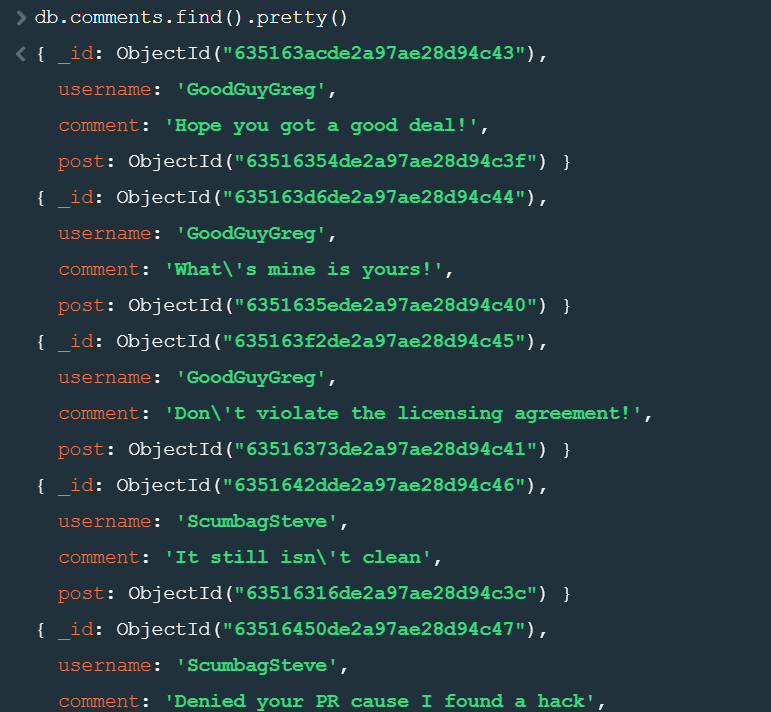 db.comments.find().pretty()
{ _id: ObjectId("635163acde2a97ae28d94c43"),
username: 'GoodGuyGreg',
comment: 'Hope you got a good deal!',
post: ObjectId("63516354de2a97ae28d94c3f") }
{ _id: ObjectId("635163d6de2a97ae28d94c44"),
username: 'GoodGuyGreg',
comment: 'What\'s mine is yours!',
post: ObjectId("6351635ede2a97ae28d94c40") }
{ _id: ObjectId("635163f2de2a97ae28d94c45"),
username: 'GoodGuyGreg',
comment: 'Don\'t violate the licensing agreement!',
post: ObjectId("63516373de2a97ae28d94c41") }
{ _id: ObjectId("6351642dde2a97ae28d94c46"),
username: 'ScumbagSteve',
comment: 'It still isn\'t clean',
post: ObjectId("63516316de2a97ae28d94c3c") }
{ _id: ObjectId("63516450de2a97ae28d94c47"),
username: 'ScumbagSteve',
comment: 'Denied your PR cause I found a hack',